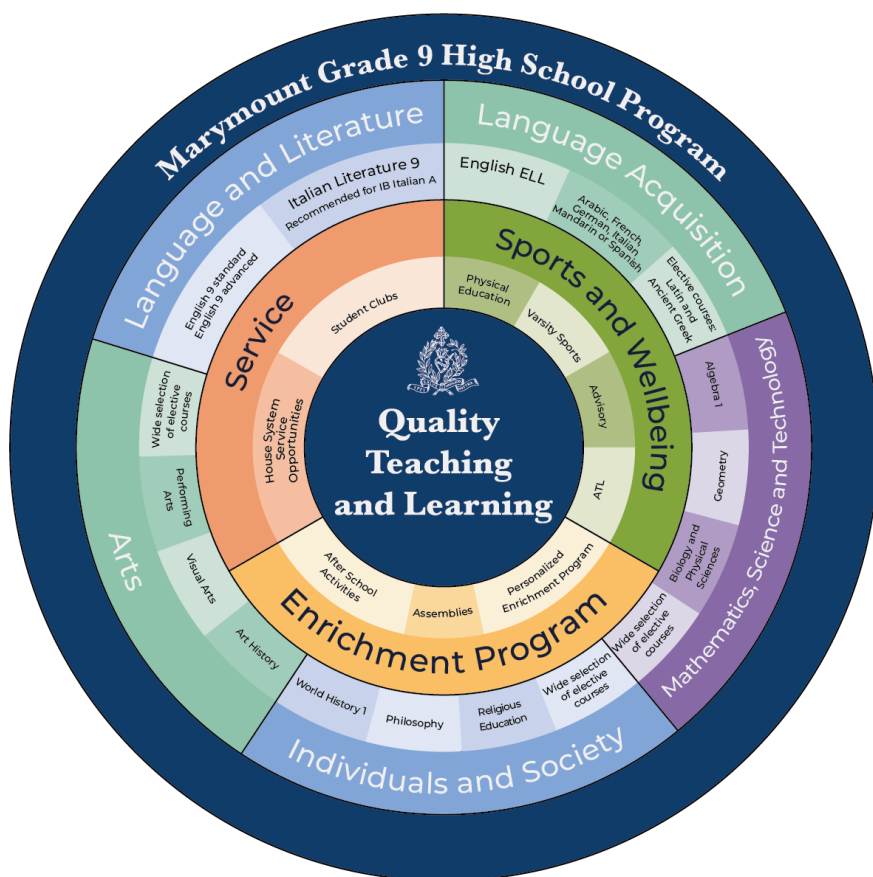 Marymount Grade 9 High School Program
Language and Literature
Italian Literature 9
Recommended for IB Italian A
English 9 standard
English 9 advanced
Language Acquisition
English ELL
Arabic, French,
German, Italian,
Mandarin or Spanish
Elective courses:
Latin and
Ancient Greek
Mathematics, Science and Technology
Algebra 1
Geometry
Biology and
Physical
Sciences
Wide selection
of elective
courses
Individuals and Society
Wide selection
of elective
courses
Religious
Education
Philosophy
World History 1
Arts
Art History
Visual Arts
Performing
Arts
Wide selection
of elective
courses
Service
Student Clubs
House System
Service
Opportunities
Sports and Wellbeing
Physical
Education
Varsity Sports
Advisory
ATL
Enrichment Program
Personalized
Enrichment Program
Assemblies
After School
Activities
Quality
Teaching
and Learning